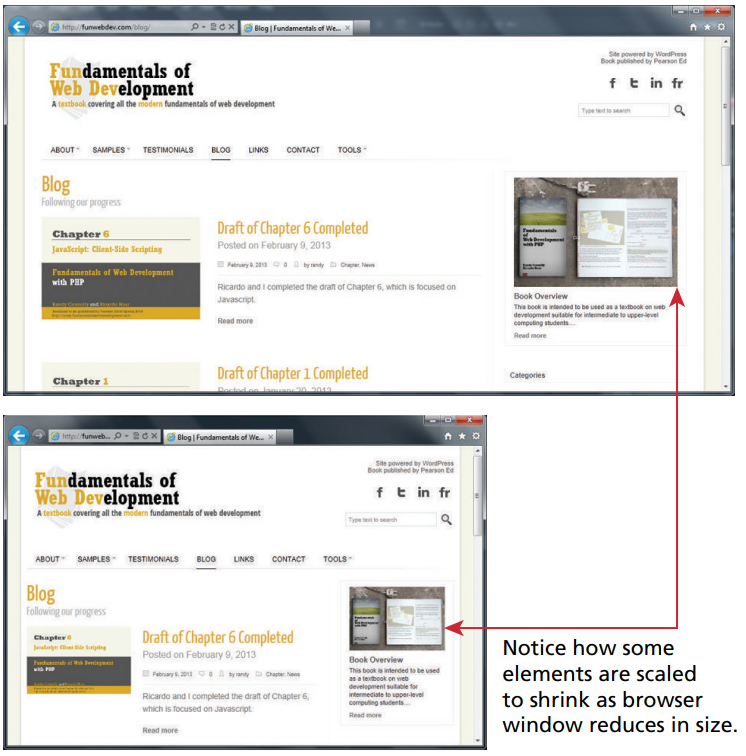 http://funwebdev.com/blog/
Blog | Fundamentals of We...
Site powered by WordPress
Book published by Pearson Ed
Fundamentals of
Web Development
A textbook covering all the modern fundamentals of web development
f t in fr
Type text to search
ABOUT SAMPLES TESTIMONIALS BLOG LINKS CONTACT TOOLS
Blog
Following our progress
Chapter 6
JavaScript: Client-Side Scripting
Fundamentals of Web Development
with PHP
Randy Connolly and Ricardo Hoar
Draft of Chapter 6 Completed
Posted on February 9, 2013
February 9, 2013 0 by randy Chapter, News
Ricardo and I completed the draft of Chapter 6, which is focused on
Javascript.
Read more
Fundamentals
of Web
Development
with PHP
Book Overview
This book is intended to be used as a textbook on web
development suitable for intermediate to upper-level
computing students....
Read more
Categories
Chapter 1
Draft of Chapter 1 Completed
Posted on January 20, 2013
http://funweb...
Blog | Fundamentals of We...
Site powered by WordPress
Book published by Pearson Ed
Fundamentals of
Web Development
A textbook covering all the modern fundamentals of web development
f t in fr
Type text to search
ABOUT SAMPLES TESTIMONIALS BLOG LINKS CONTACT TOOLS
Blog
Following our progress
Chapter 6
JavaScript: Client-Side Scripting
Fundamentals of Web Development
with PHP
Draft of Chapter 6 Completed
Posted on February 9, 2013
February 9, 2013 0 by randy Chapter, News
Ricardo and I completed the draft of Chapter 6,
which is focused on Javascript.
Read more
Book Overview
This book is intended to be used
as a textbook on web
development suitable for
intermediate to upper-level
computing students....
Read more
Notice how some
elements are scaled
to shrink as browser
window reduces in size.